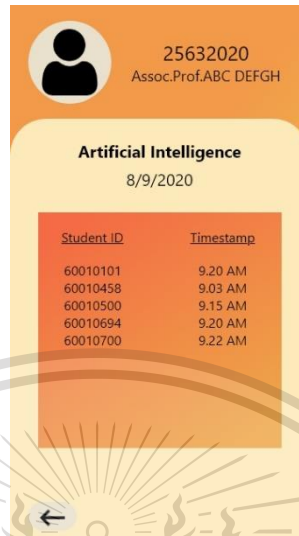 25632020
Assoc.Prof.ABC DEFGH
Artificial Intelligence
8/9/2020
Student ID Timestamp
60010101 9.20 AM
60010458 9.03 AM
60010500 9.15 AM
60010694 9.20 AM
60010700 9.22 AM